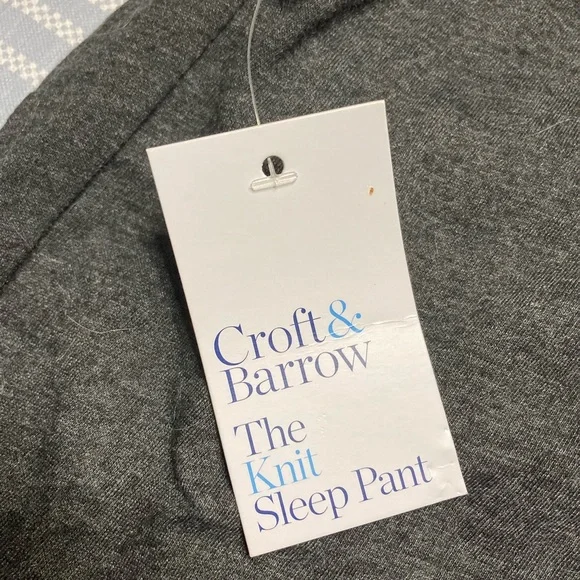 Croft&
Barrow
The
Knit
Sleep Pant